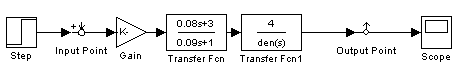 K-
0.08s+3
0.09s+1
4
den(s)
Step
Input Point
Gain
Transfer Fcn
Transfer Fcn1
Output Point
Scope